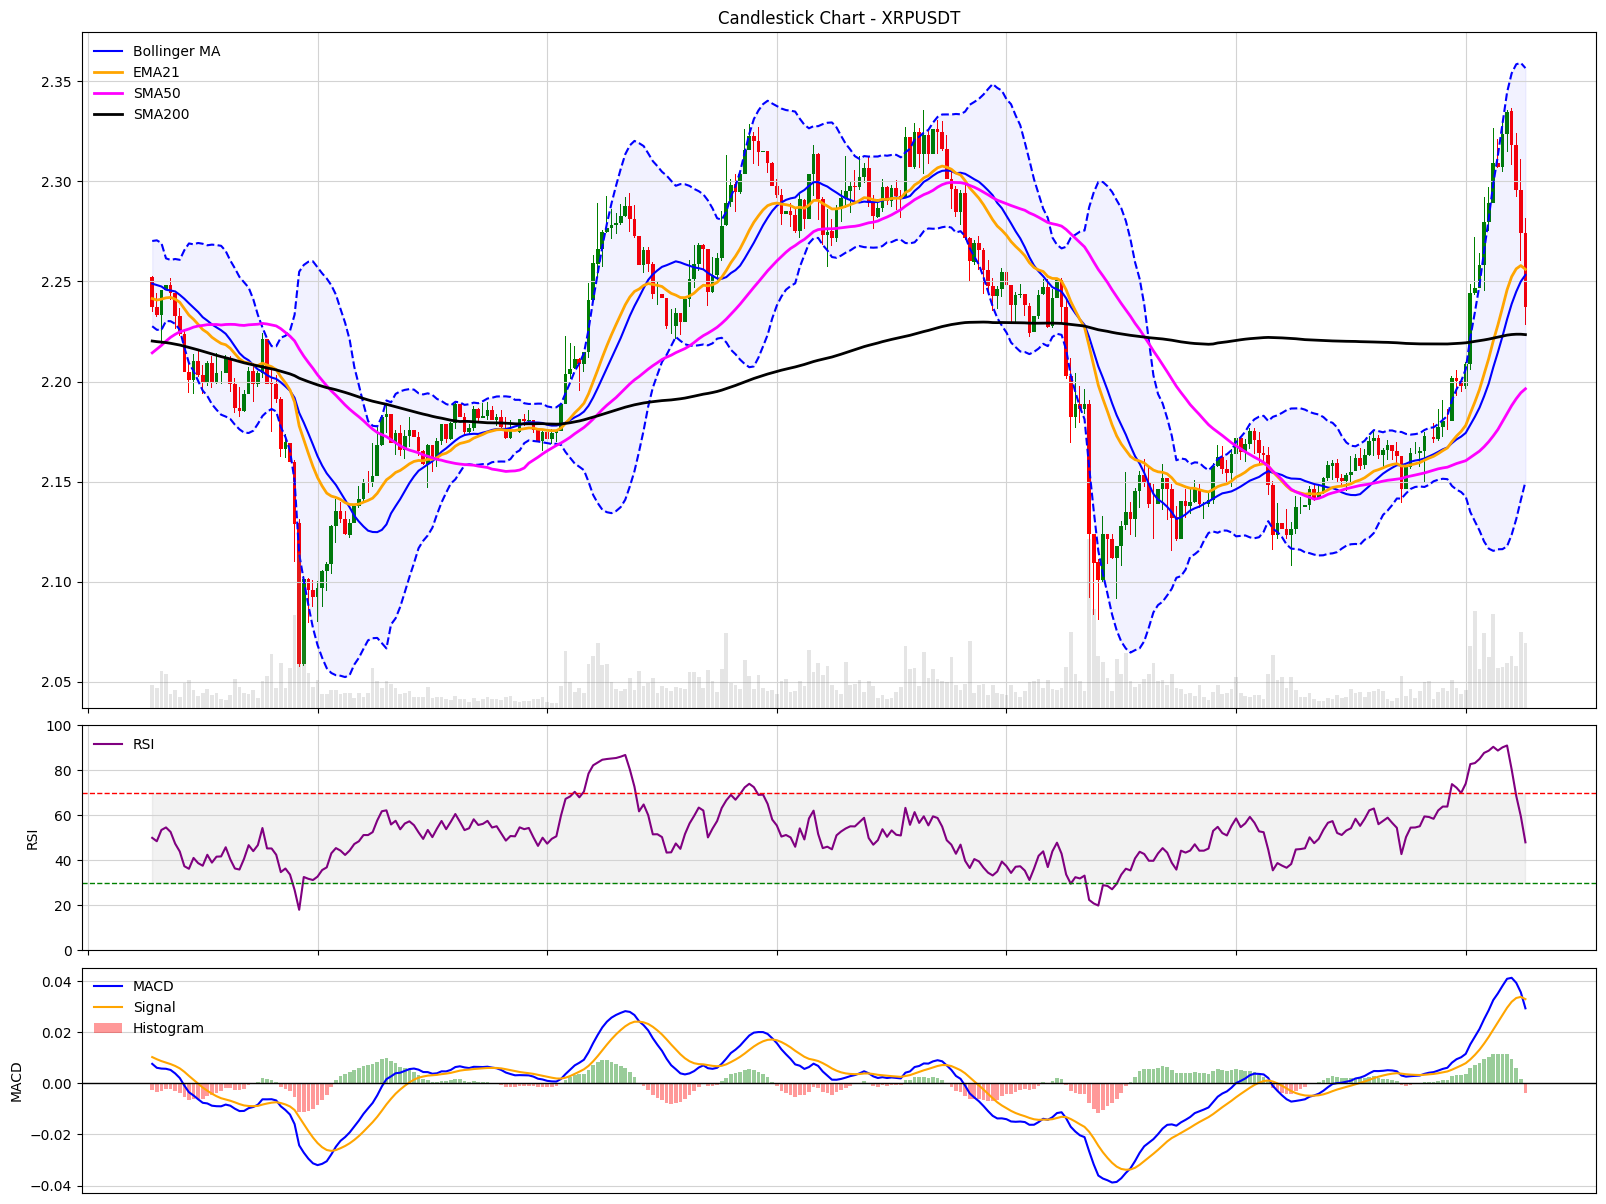 Candlestick Chart - XRPUSDT
Bollinger MA
EMA21
SMA50
SMA200
2.35
2.30
2.25
2.20
2.15
2.10
2.05
100
80
60
40
20
0
RSI
RSI
0.04
0.02
0.00
−0.02
−0.04
MACD
MACD
Signal
Histogram